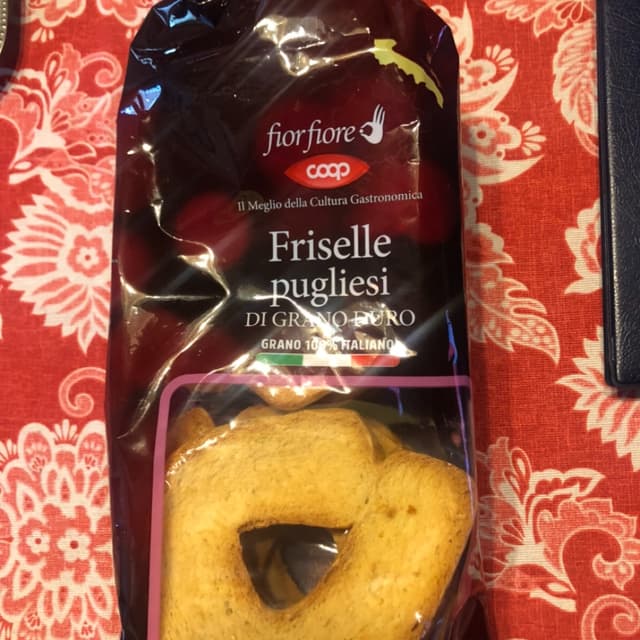 fiorfiore
coop
Il Meglio della Cultura Gastronomica
Friselle
pugliesi
DI GRANO DURO
GRANO 100% ITALIANO